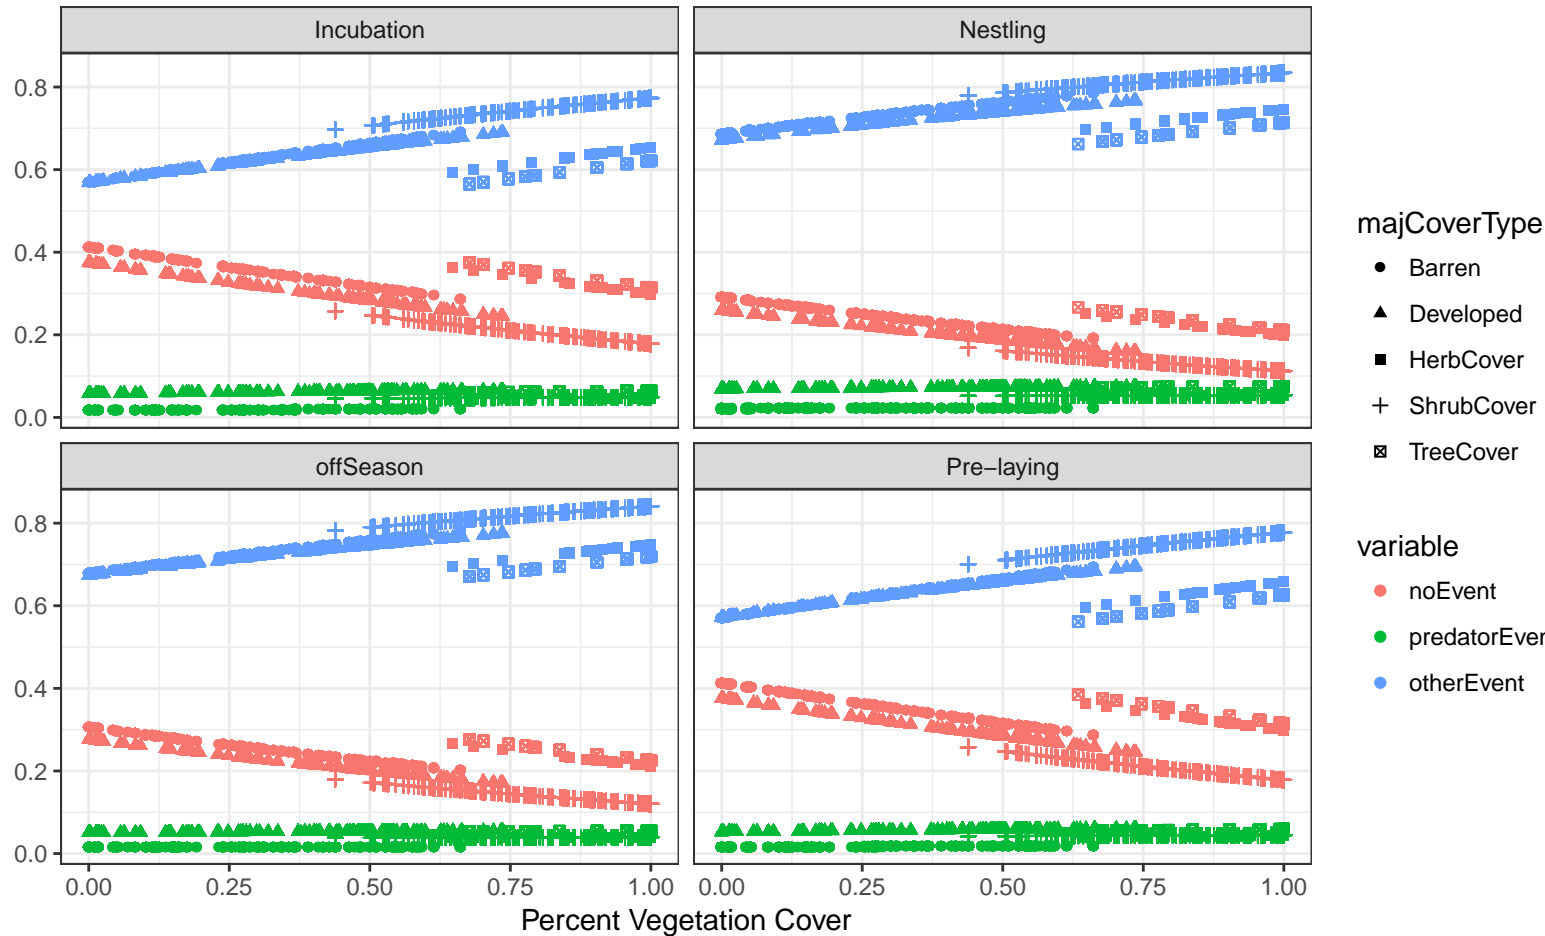 Incubation
Nestling
0.8
0.6
0.4
0.2
0.0
offSeason
Pre−laying
0.8
0.6
0.4
0.2
0.0
0.00 0.25 0.50 0.75 1.00
0.00 0.25 0.50 0.75 1.00
Percent Vegetation Cover
majCoverType
Barren
Developed
HerbCover
ShrubCover
TreeCover
variable
noEvent
predatorEver
otherEvent